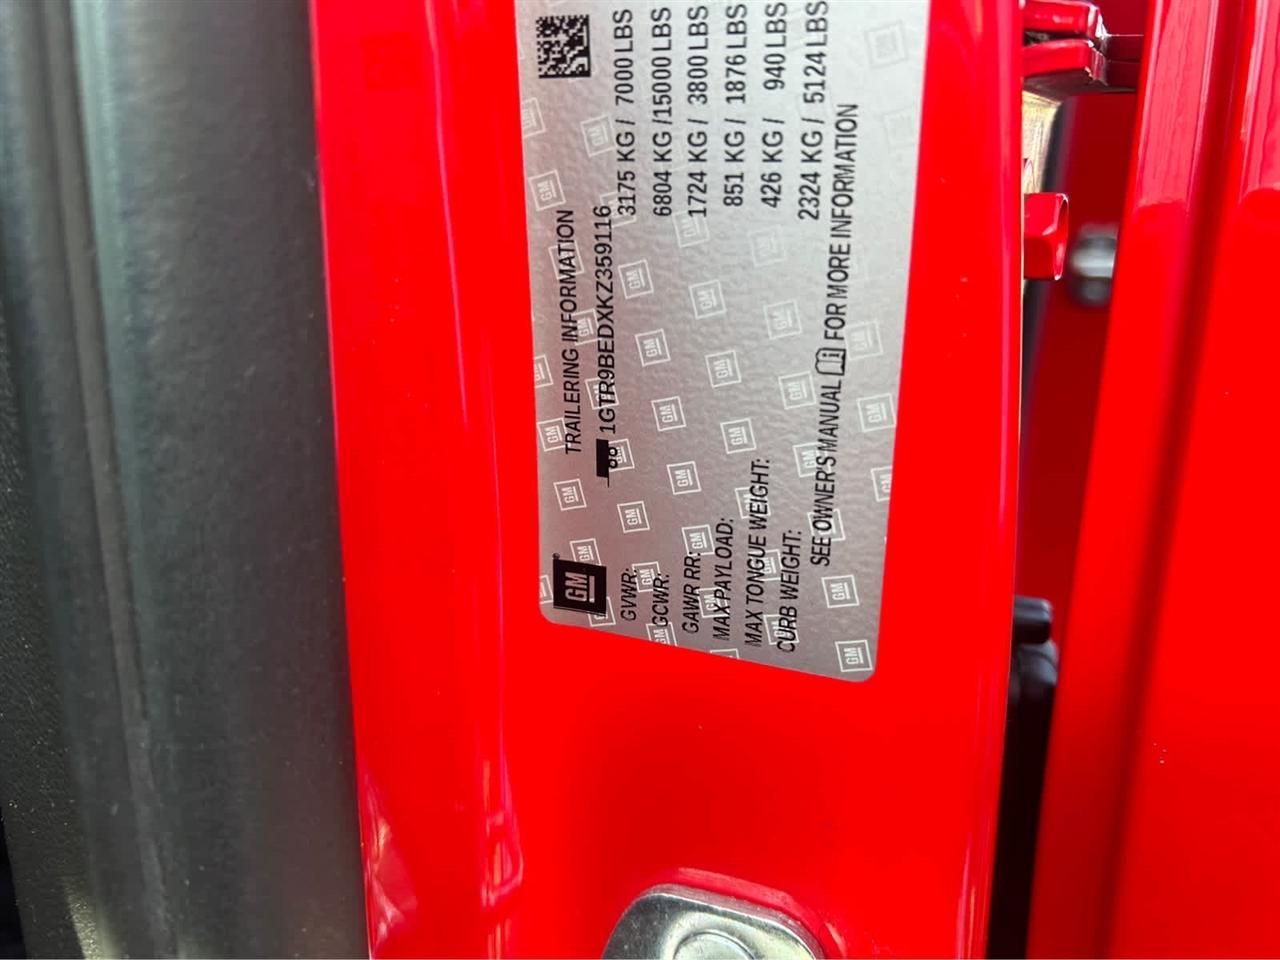 GM
TRAILERING INFORMATION
1GTR9BEDXKZ359116
GVWR: 3175 KG / 7000 LBS
GCWR: 6804 KG / 15000 LBS
GAWR RR: 1724 KG / 3800 LBS
MAX PAYLOAD: 851 KG / 1876 LBS
MAX TONGUE WEIGHT: 426 KG / 940 LBS
CURB WEIGHT: 2324 KG / 5124 LBS
SEE OWNER'S MANUAL FOR MORE INFORMATION